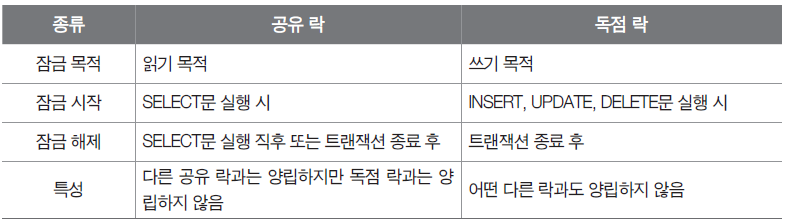 종류 공유 락 독점 락
잠금 목적 읽기 목적 쓰기 목적
잠금 시작 SELECT문 실행 시 INSERT, UPDATE, DELETE문 실행 시
잠금 해제 SELECT문 실행 직후 또는 트랜잭션 종료 후 트랜잭션 종료 후
특성 다른 공유 락과는 양립하지만 독점 락과는 양
립하지 않음 어떤 다른 락과도 양립하지 않음